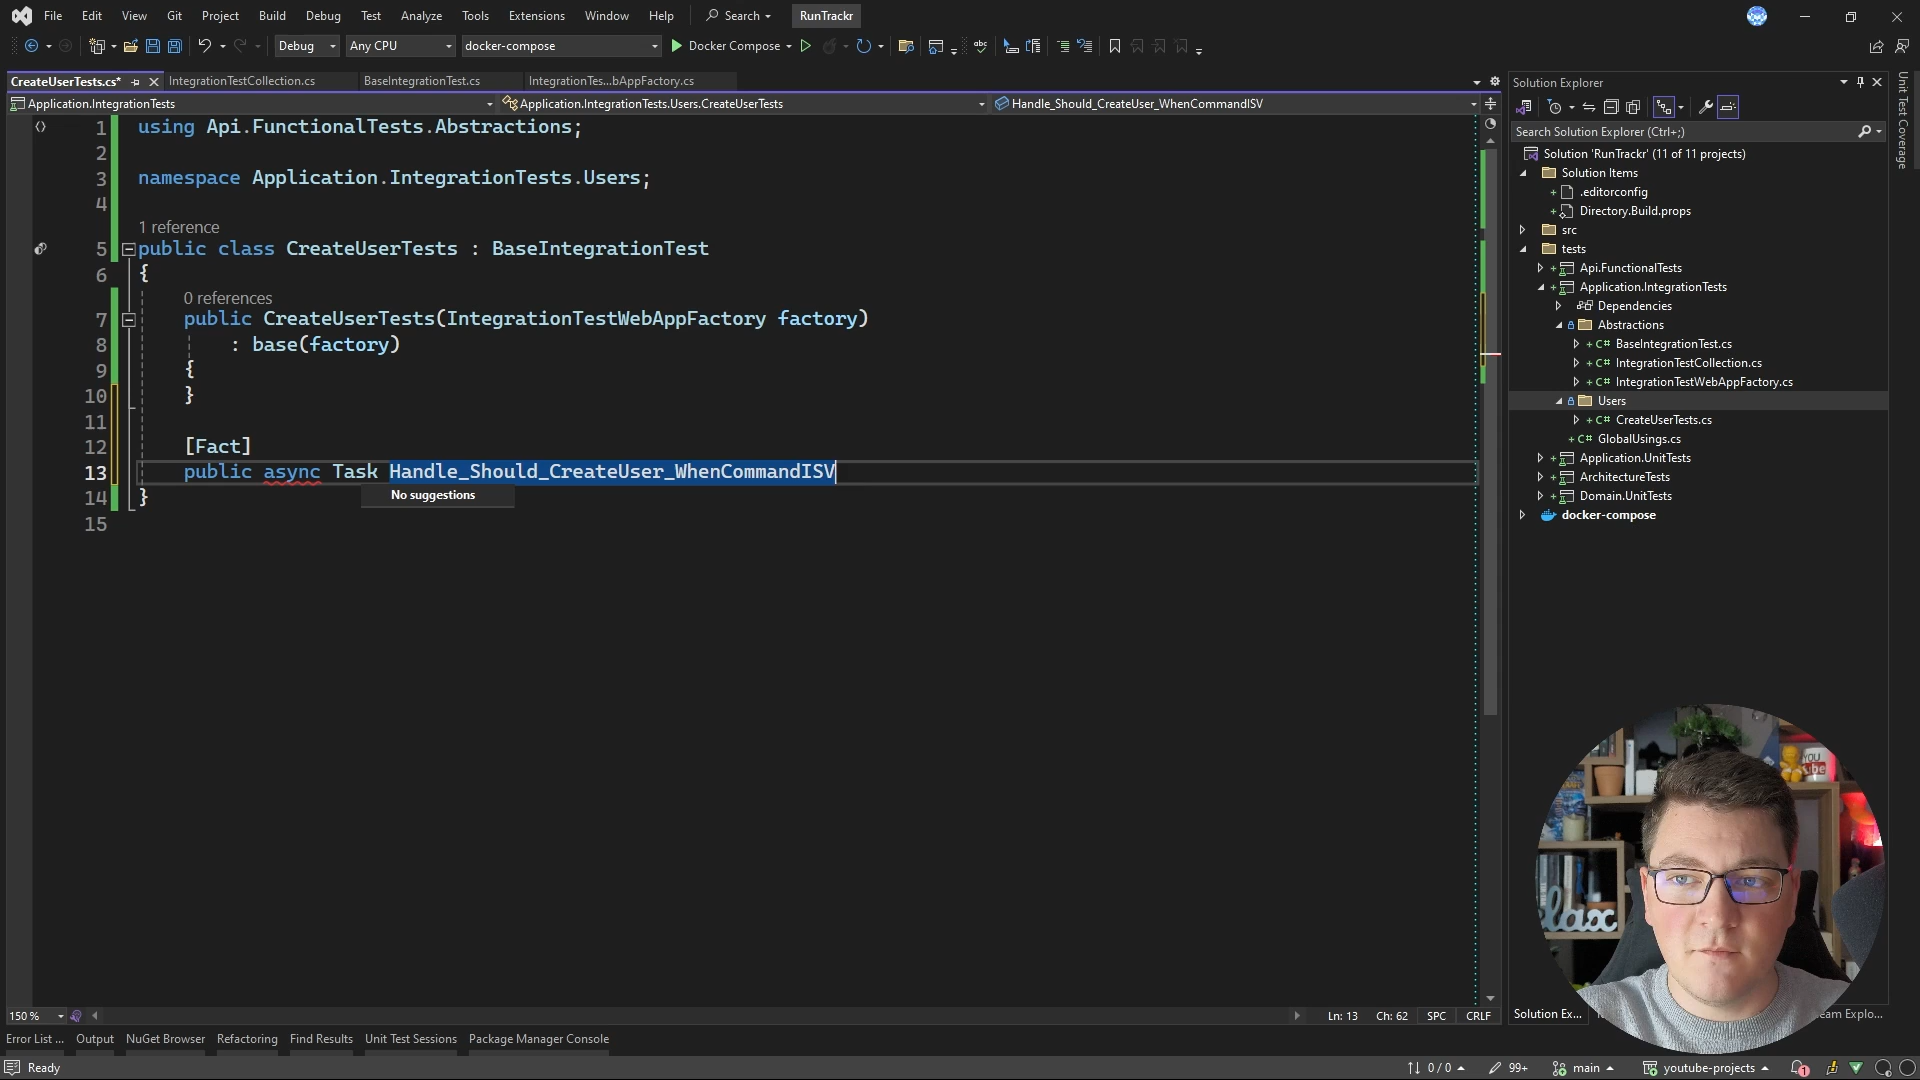 File Edit View Git Project Build Debug Test Analyze Tools Extensions Window Help Search RunTrackr
Debug Any CPU docker-compose Docker Compose
CreateUserTests.cs* IntegrationTestCollection.cs BaseIntegrationTest.cs IntegrationTes...bAppFactory.cs
Application.IntegrationTests Application.IntegrationTests.Users.CreateUserTests Handle_Should_CreateUser_WhenCommandISV
1 using Api.FunctionalTests.Abstractions;
2
3 namespace Application.IntegrationTests.Users;
4
1 reference
5 public class CreateUserTests : BaseIntegrationTest
6 {
0 references
7 public CreateUserTests(IntegrationTestWebAppFactory factory)
8 : base(factory)
9 {
10 }
11
12 [Fact]
13 public async Task Handle_Should_CreateUser_WhenCommandISV
No suggestions
14 }
15
150 % Ln: 13 Ch: 62 SPC CRLF
Error List ... Output NuGet Browser Refactoring Find Results Unit Test Sessions Package Manager Console
Ready 0 / 0 99+ main youtube-projects 1
Solution Explorer
Search Solution Explorer (Ctrl+;)
Solution 'RunTrackr' (11 of 11 projects)
Solution Items
.editorconfig
Directory.Build.props
src
tests
Api.FunctionalTests
Application.IntegrationTests
Dependencies
Abstractions
BaseIntegrationTest.cs
IntegrationTestCollection.cs
IntegrationTestWebAppFactory.cs
Users
CreateUserTests.cs
GlobalUsings.cs
Application.UnitTests
ArchitectureTests
Domain.UnitTests
docker-compose
Solution Ex...
eam Explo...
Unit Test Coverage
YOU